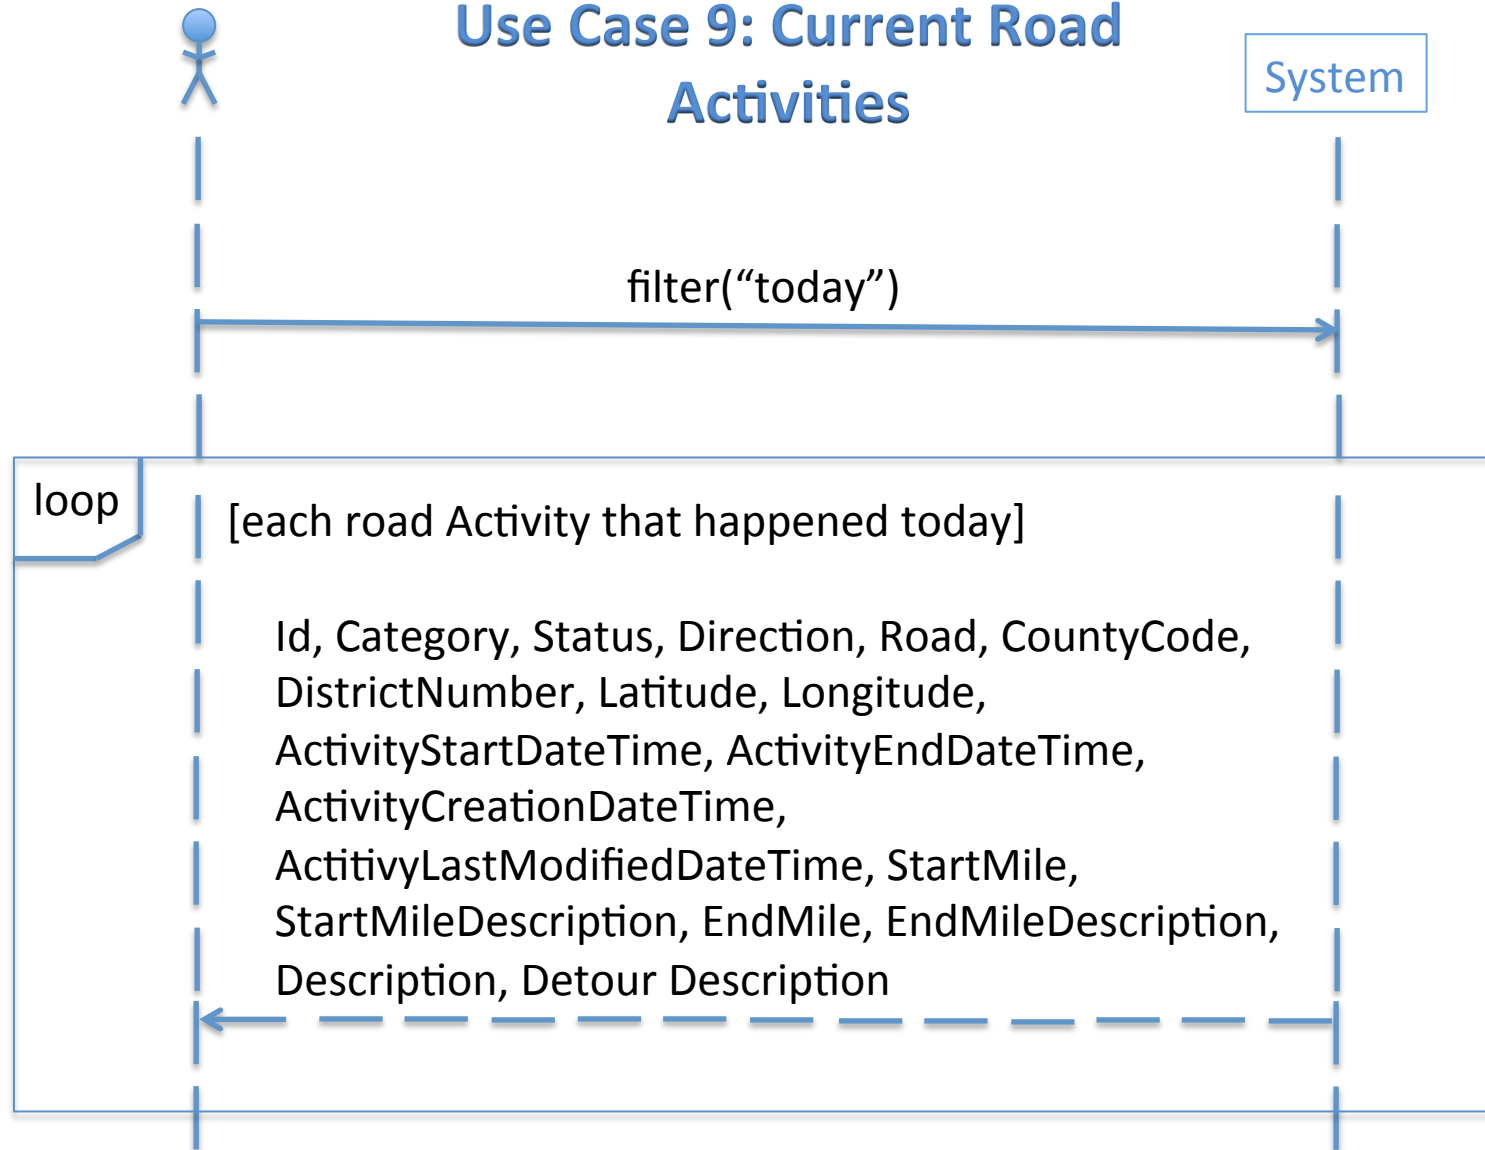 Use Case 9: Current Road
Activities
System
filter(“today”)
loop
[each road Activity that happened today]
Id, Category, Status, Direction, Road, CountyCode,
DistrictNumber, Latitude, Longitude,
ActivityStartDateTime, ActivityEndDateTime,
ActivityCreationDateTime,
ActitivyLastModifiedDateTime, StartMile,
StartMileDescription, EndMile, EndMileDescription,
Description, Detour Description